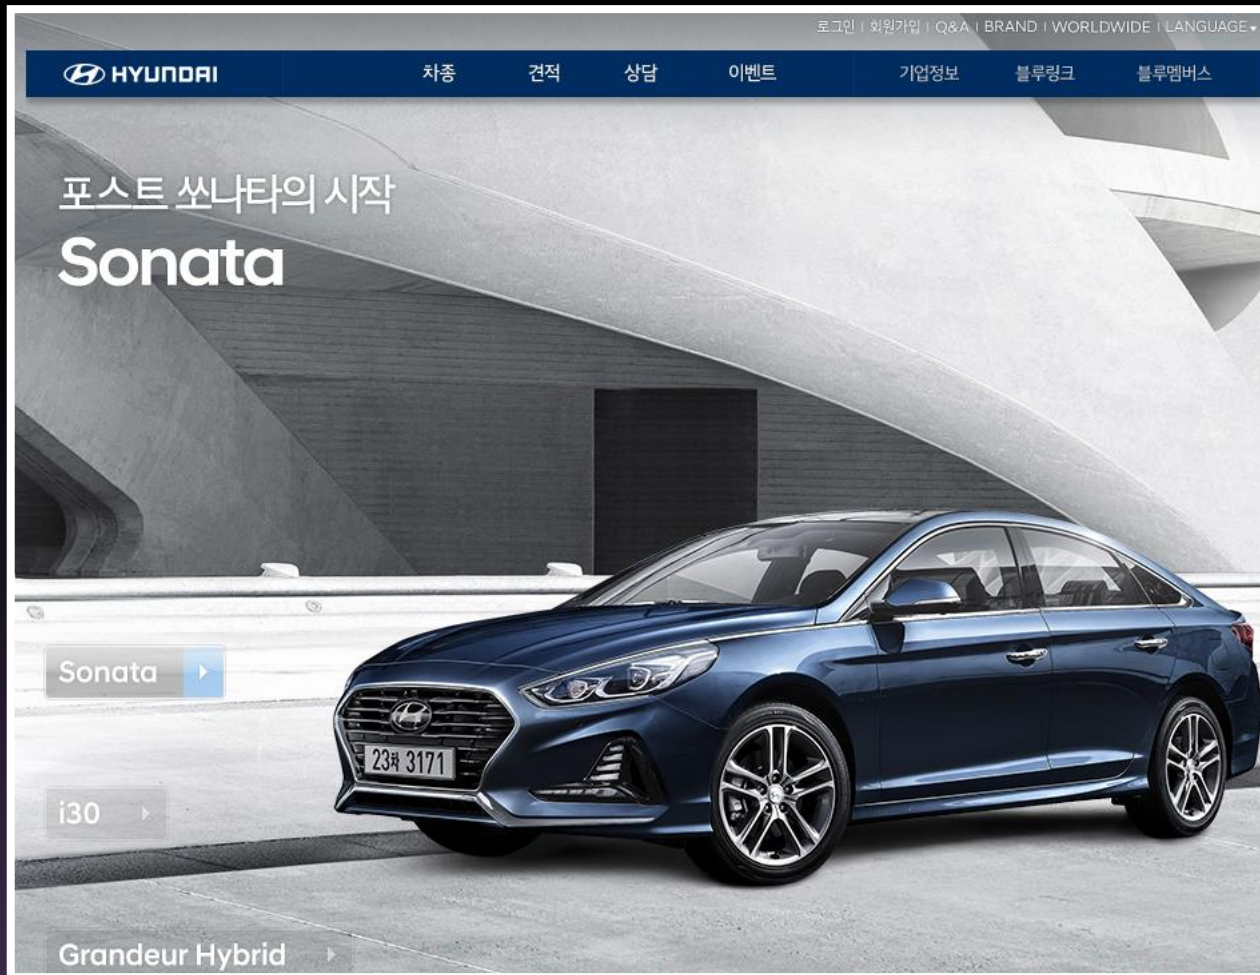 로그인 | 회원가입 | Q&A | BRAND | WORLDWIDE | LANGUAGE
HYUNDAI 차종 견적 상담 이벤트 기업정보 블루링크 블루멤버스
포스트 쏘나타의 시작
Sonata
Sonata
23차 3171
i30
Grandeur Hybrid